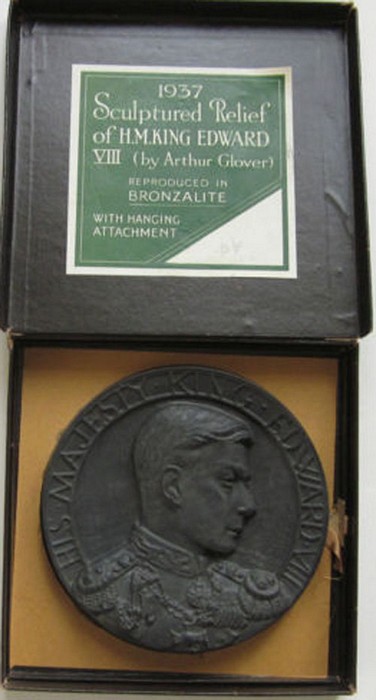 1937
Sculptured Relief
of H.M.KING EDWARD
VIII (by Arthur Glover)
REPRODUCED IN
BRONZALITE
WITH HANGING
ATTACHMENT
HIS MAJESTY · KING · EDWARD·VIII